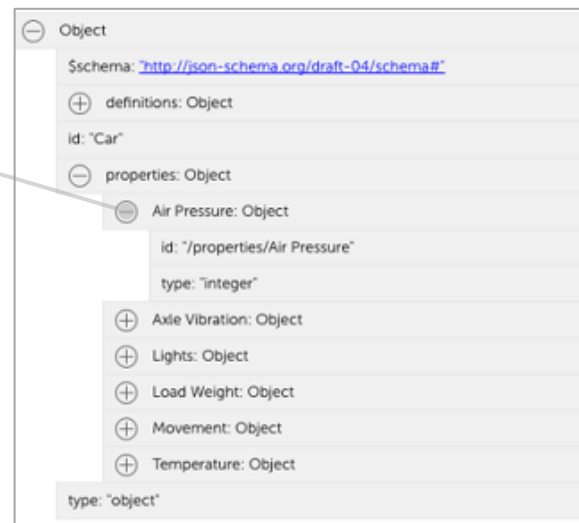 Object
$schema: "http://json-schema.org/draft-04/schema#"
definitions: Object
id: "Car"
properties: Object
Air Pressure: Object
id: "/properties/Air Pressure"
type: "integer"
Axle Vibration: Object
Lights: Object
Load Weight: Object
Movement: Object
Temperature: Object
type: "object"